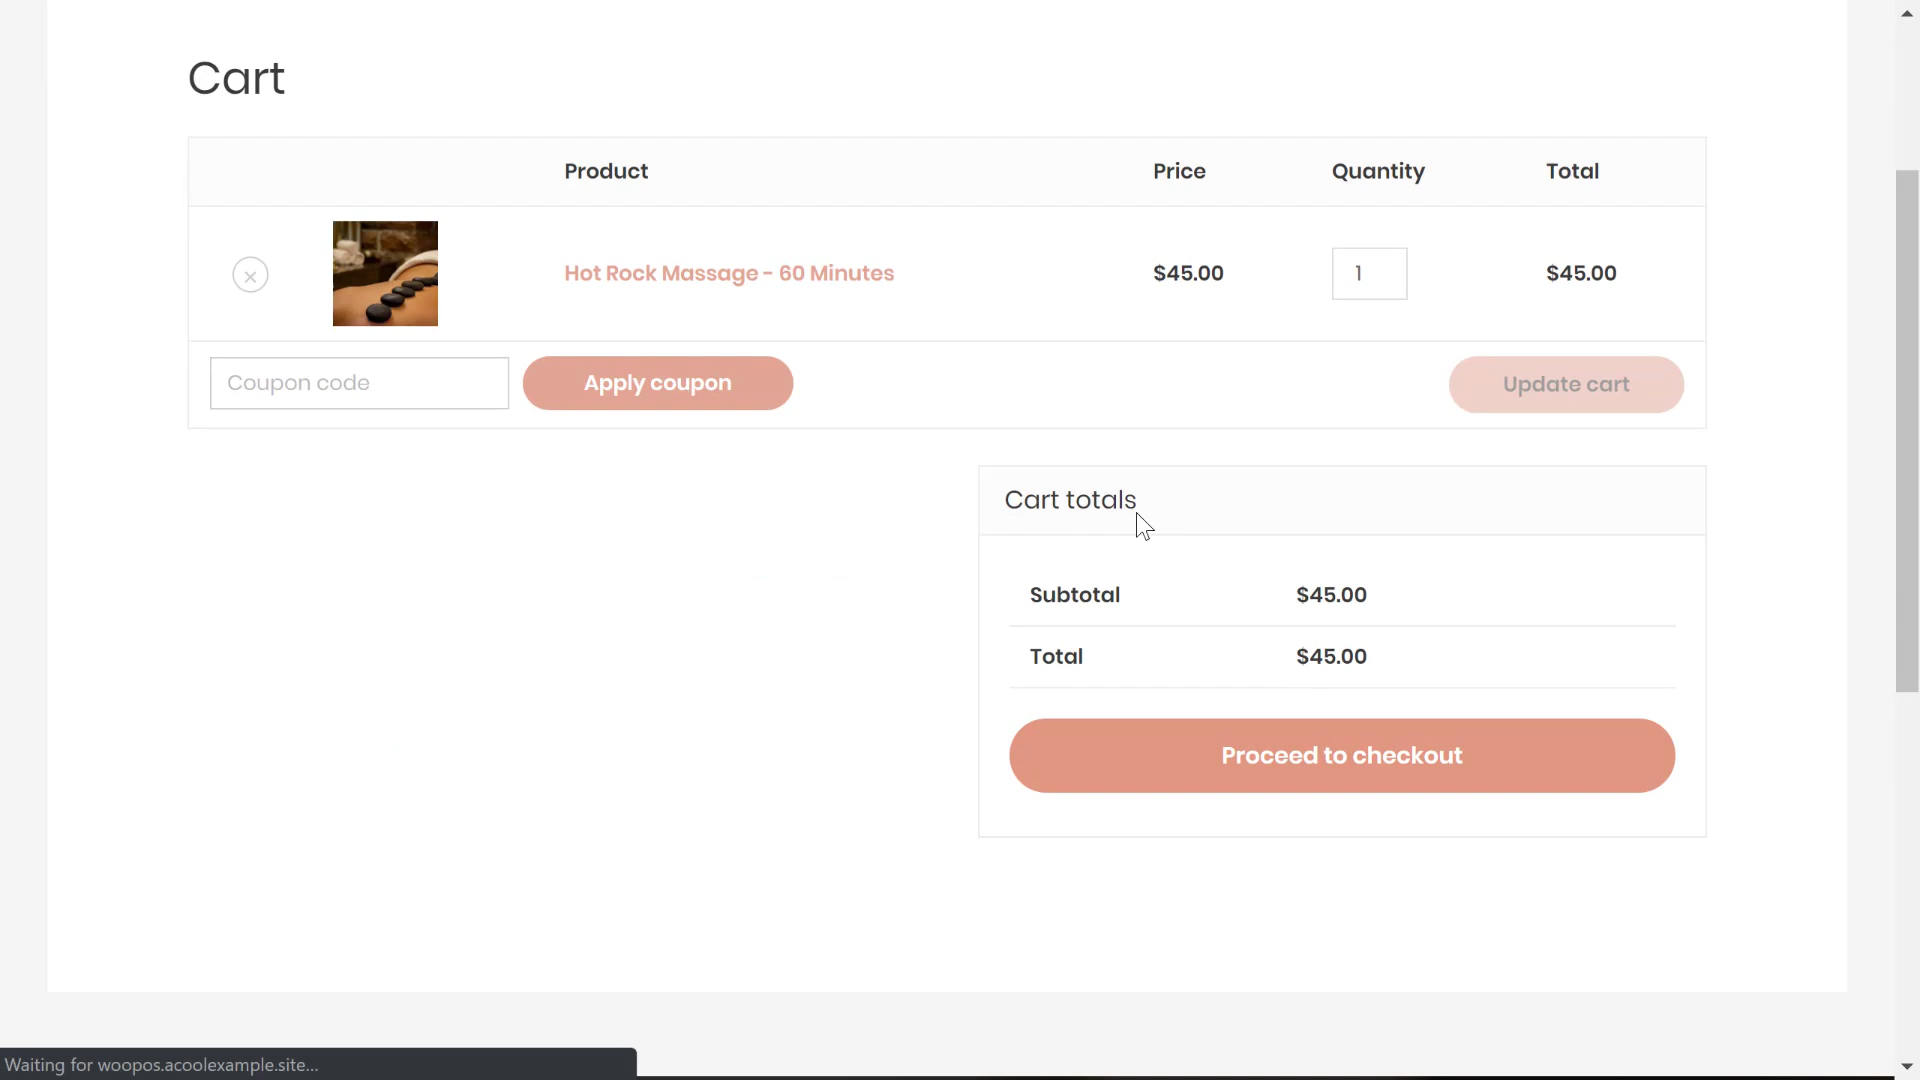 Cart
Product Price Quantity Total
Hot Rock Massage - 60 Minutes $45.00 1 $45.00
Coupon code Apply coupon Update cart
Cart totals
Subtotal $45.00
Total $45.00
Proceed to checkout
Waiting for woopos.acoolexample.site...